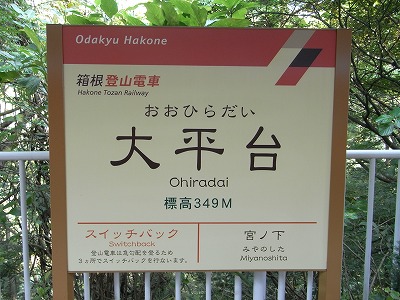 Odakyu Hakone
箱根登山電車
Hakone Tozan Railway
おおひらだい
大平台
Ohiradai
標高349M
スイッチバック
Switchback
登山電車は急勾配を登るため
3ヵ所でスイッチバックを行ないます。
宮ノ下
みやのした
Miyanoshita